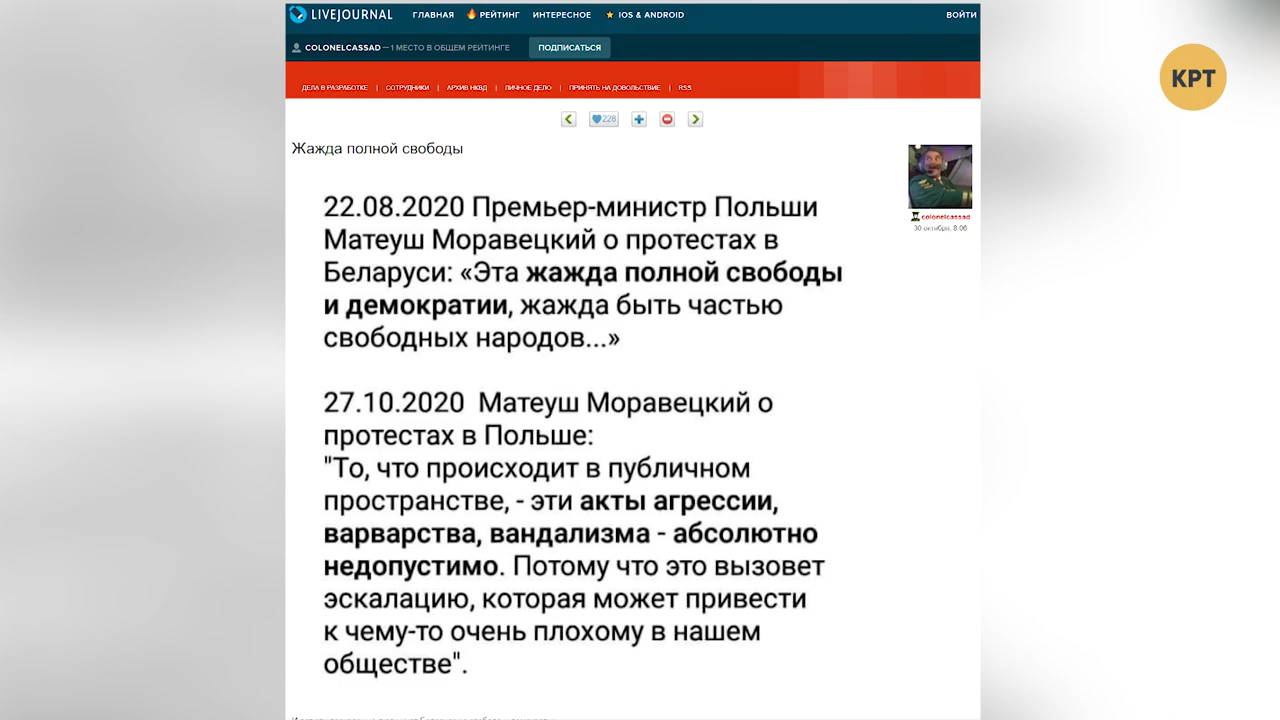 LIVEJOURNAL ГЛАВНАЯ РЕЙТИНГ ИНТЕРЕСНОЕ IOS & ANDROID ВОЙТИ
COLONELCASSAD — 1 МЕСТО В ОБЩЕМ РЕЙТИНГЕ ПОДПИСАТЬСЯ
КРТ
ДЕЛА В РАЗРАБОТКЕ | СОТРУДНИКИ | АРХИВ НКВД | ЛИЧНОЕ ДЕЛО | ПРИНЯТЬ НА ДОВОЛЬСТВИЕ | RSS
228
Жажда полной свободы
colonelcassad
30 октября, 8:06
22.08.2020 Премьер-министр Польши
Матеуш Моравецкий о протестах в
Беларуси: «Эта жажда полной свободы
и демократии, жажда быть частью
свободных народов...»
27.10.2020 Матеуш Моравецкий о
протестах в Польше:
"То, что происходит в публичном
пространстве, - эти акты агрессии,
варварства, вандализма - абсолютно
недопустимо. Потому что это вызовет
эскалацию, которая может привести
к чему-то очень плохому в нашем
обществе".